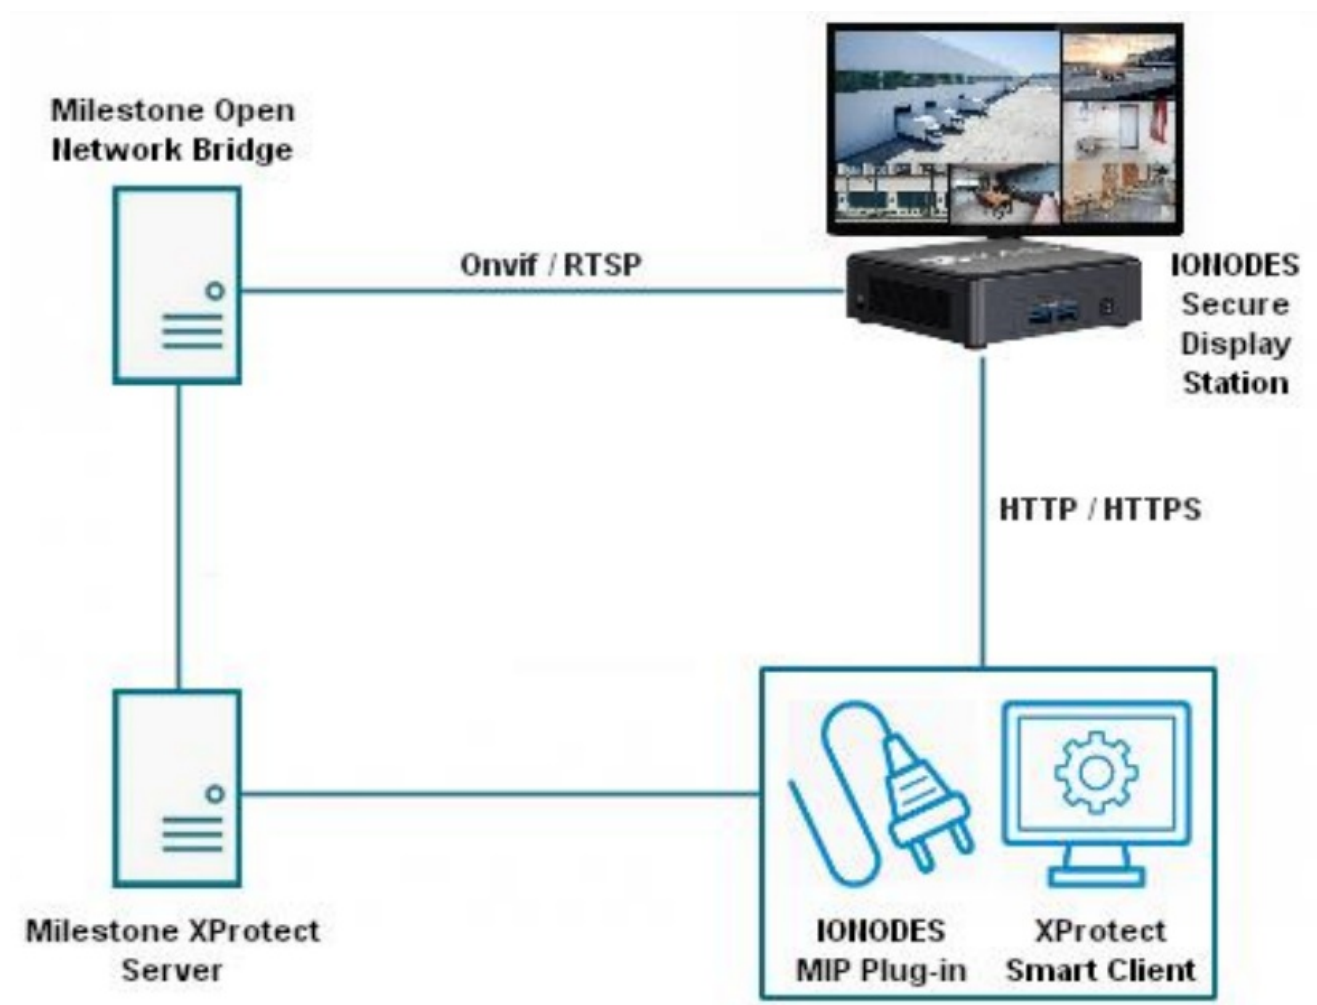 Milestone Open
Network Bridge
Onvif / RTSP
IONODES
Secure
Display
Station
HTTP / HTTPS
Milestone XProtect
Server
IONODES
MIP Plug-in
XProtect
Smart Client